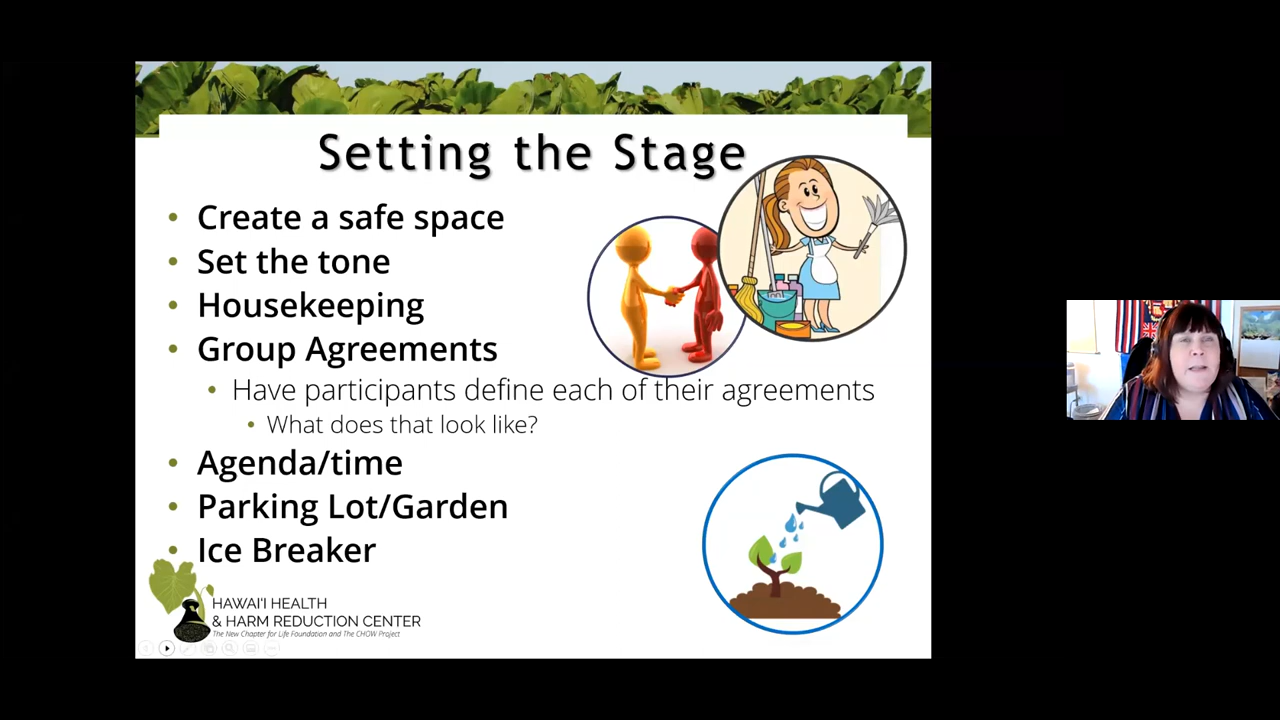 Setting the Stage
• Create a safe space
• Set the tone
• Housekeeping
• Group Agreements
• Have participants define each of their agreements
• What does that look like?
• Agenda/time
• Parking Lot/Garden
• Ice Breaker
HAWAI'I HEALTH
& HARM REDUCTION CENTER
The New Chapter for Life Foundation and The CHOW Project